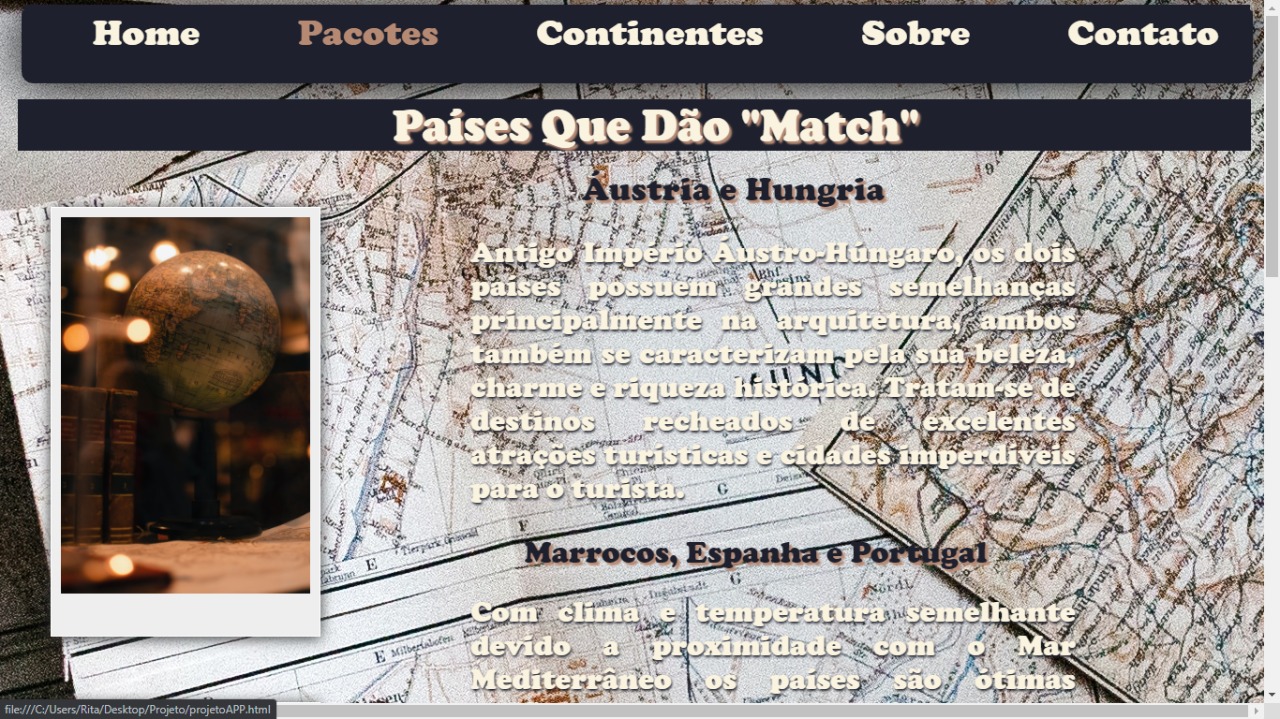 Home Pacotes Continentes Sobre Contato
Países Que Dão "Match"
Áustria e Hungria
Antigo Império Áustro-Húngaro, os dois
países possuem grandes semelhanças
principalmente na arquitetura, ambos
também se caracterizam pela sua beleza,
charme e riqueza histórica. Tratam-se de
destinos recheados de excelentes
atrações turísticas e cidades imperdíveis
para o turista.
Marrocos, Espanha e Portugal
Com clima e temperatura semelhante
devido a proximidade com o Mar
Mediterrâneo os países são ótimas
file:///C:/Users/Rita/Desktop/Projeto/projetoAPP.html